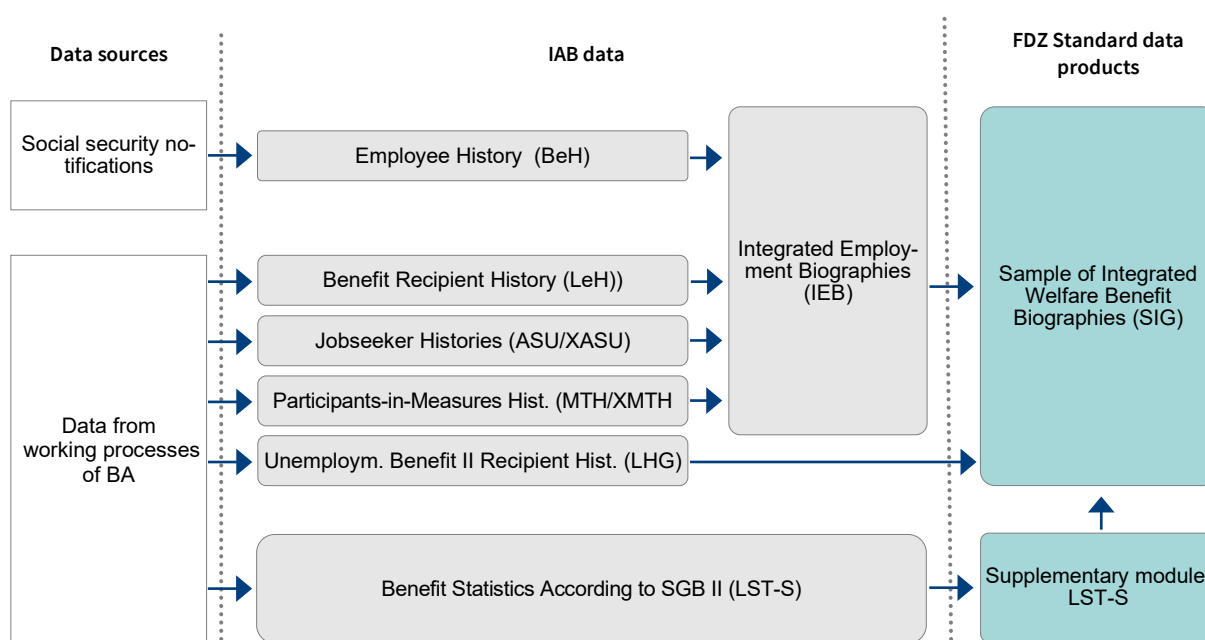 Data sources
IAB data
FDZ Standard data
products
Social security no-
tifications
Employee History (BeH)
Integrated Employ-
ment Biographies
(IEB)
Sample of Integrated
Welfare Benefit
Biographies (SIG)
Benefit Recipient History (LeH))
Jobseeker Histories (ASU/XASU)
Participants-in-Measures Hist. (MTH/XMTH
Data from
working processes
of BA
Unemploym. Benefit II Recipient Hist. (LHG)
Benefit Statistics According to SGB II (LST-S)
Supplementary module
LST-S